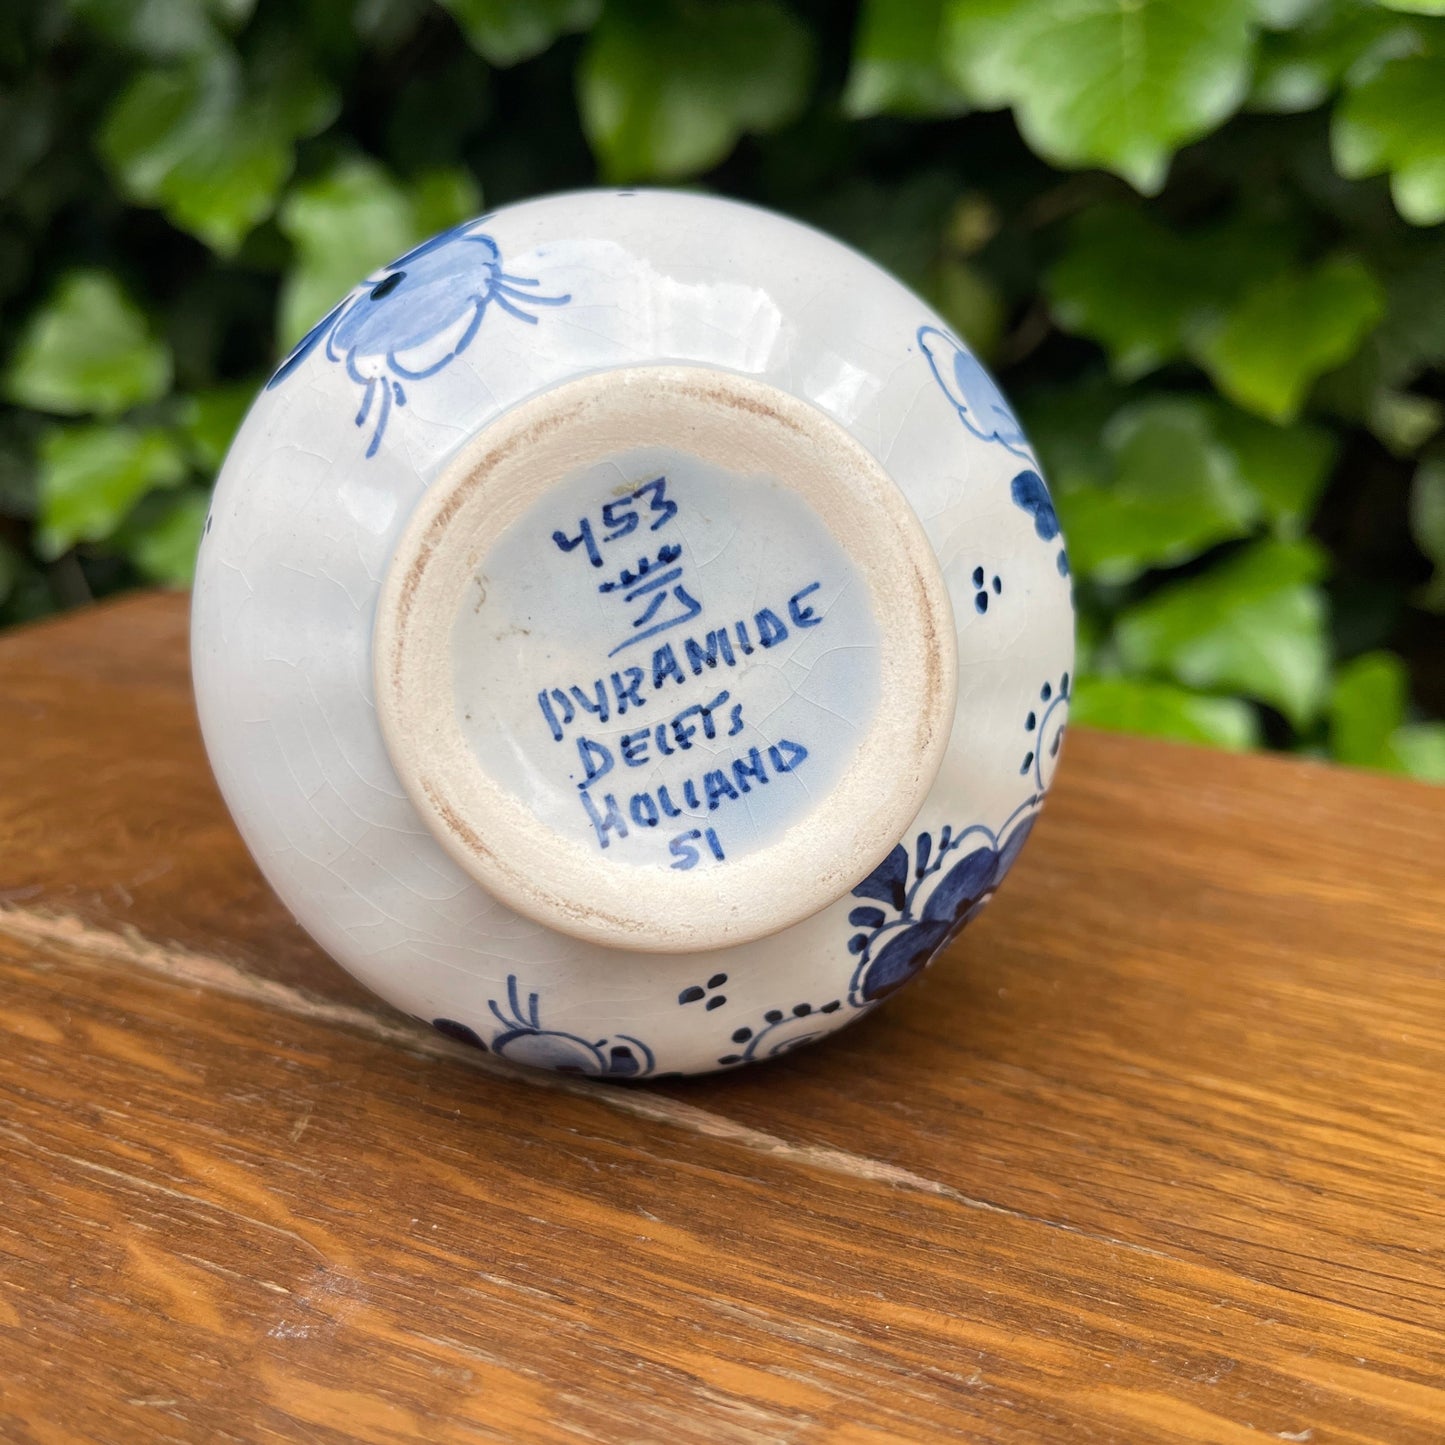 453
PYRAMIDE
DELFTS
HOLLAND
51